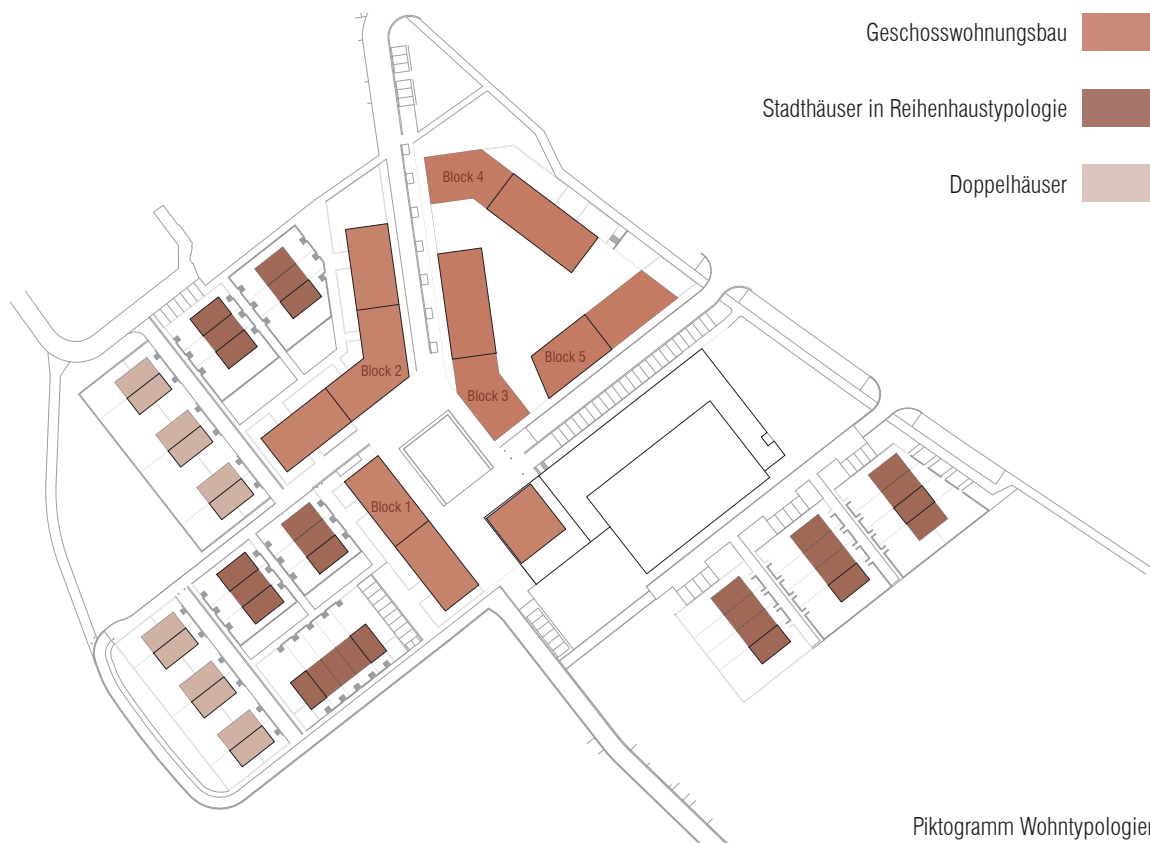 Geschosswohnungsbau
Stadthäuser in Reihenhaustypologie
Doppelhäuser
Block 4
Block 2
Block 5
Block 3
Block 1
Piktogramm Wohntypologien